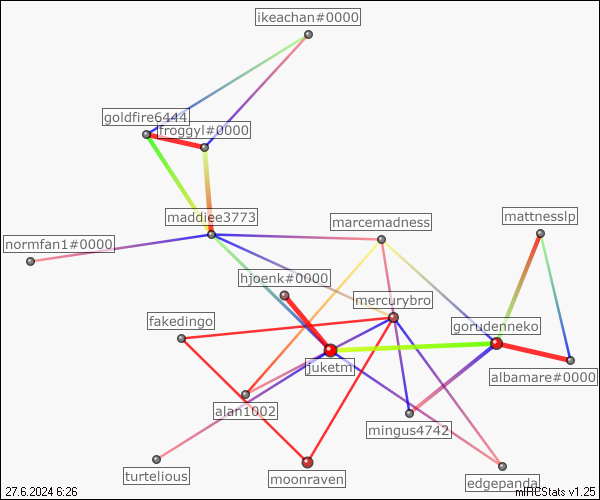 ikeachan#0000
goldfire6444
froggyl#0000
maddiee3773
marcemadness
mattnesslp
normfan1#0000
hjoenk#0000
mercurybro
fakedingo
gorudenneko
juketm
albamare#0000
alan1002
mingus4742
turtelious
moonraven
edgepanda
27.6.2024 6:26
mIRCStats v1.25